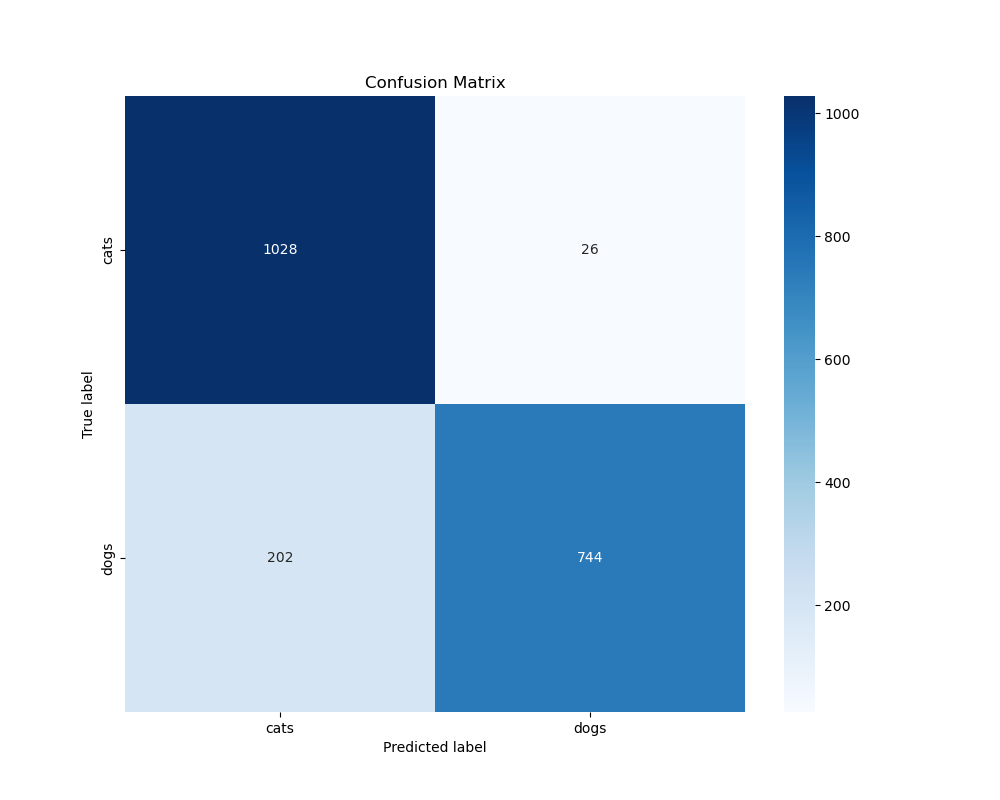 Confusion Matrix
1028
26
202
744
cats
dogs
True label
cats
dogs
Predicted label
1000
800
600
400
200